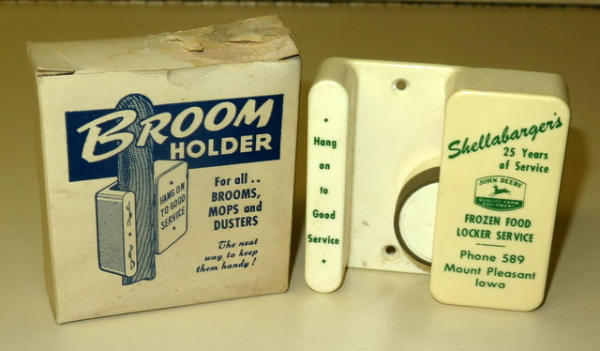 BROOM
HOLDER
For all..
BROOMS,
MOPS and
DUSTERS
The neat
way to keep
them handy!
HANG ON
TO GOOD
SERVICE
Hang
on
to
Good
Service
Shellabarger's
25 Years
of Service
JOHN DEERE
QUALITY FARM
EQUIPMENT
FROZEN FOOD
LOCKER SERVICE
Phone 589
Mount Pleasant
Iowa